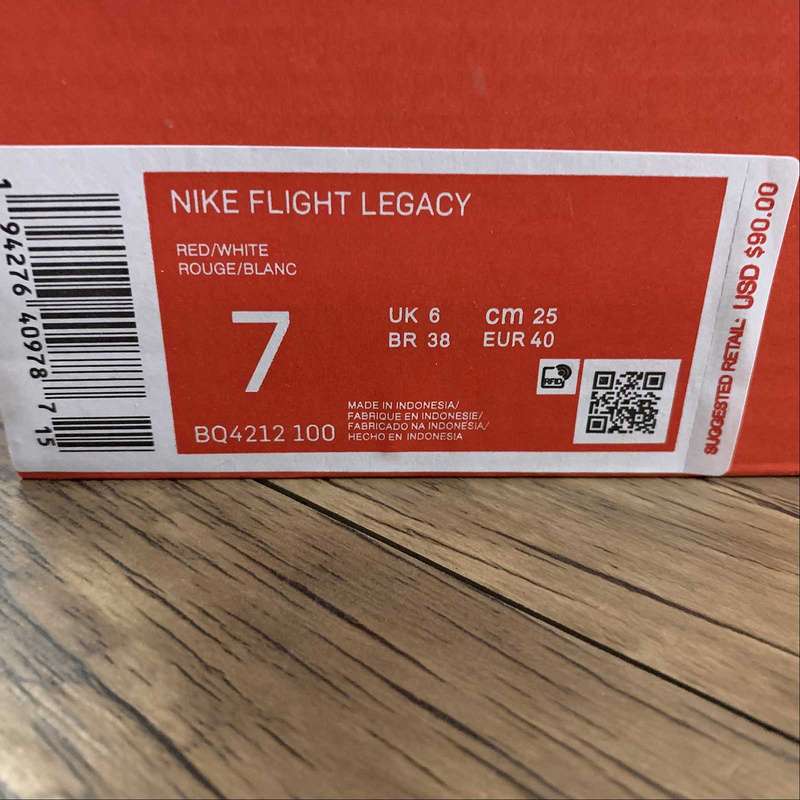 NIKE FLIGHT LEGACY
RED/WHITE
ROUGE/BLANC
7
UK 6 cm 25
BR 38 EUR 40
RFID
MADE IN INDONESIA/
FABRIQUE EN INDONESIE/
FABRICADO NA INDONESIA/
HECHO EN INDONESIA
BQ4212 100
1 94276 40978 7 15
SUGGESTED RETAIL: USD $90.00